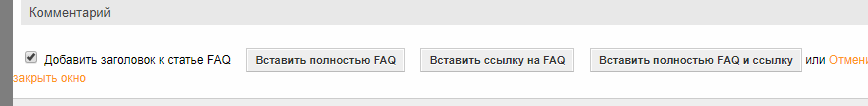 Комментарий
Добавить заголовок к статье FAQ Вставить полностью FAQ Вставить ссылку на FAQ Вставить полностью FAQ и ссылку или
закрыть окно